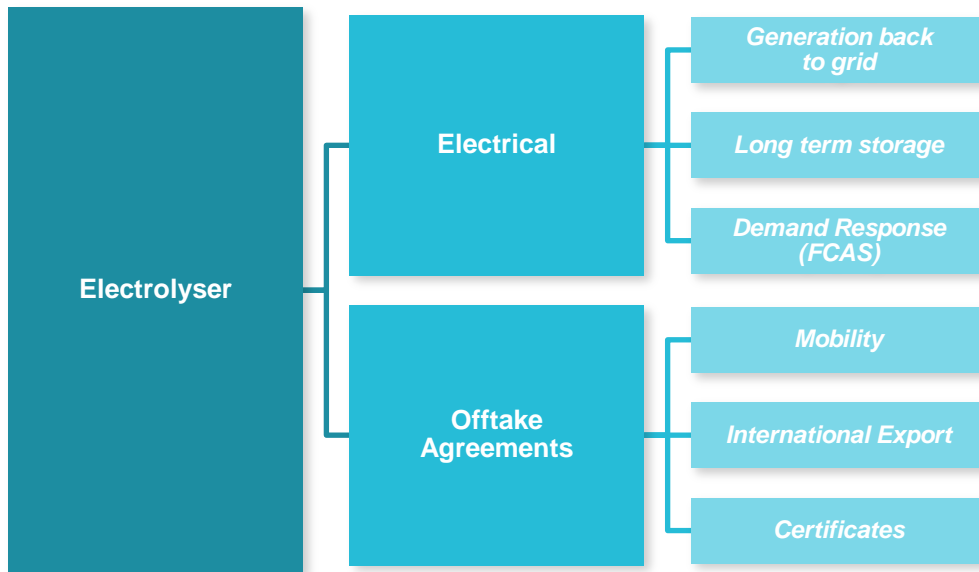 Electrolyser
Electrical
Generation back
to grid
Long term storage
Demand Response
(FCAS)
Offtake
Agreements
Mobility
International Export
Certificates